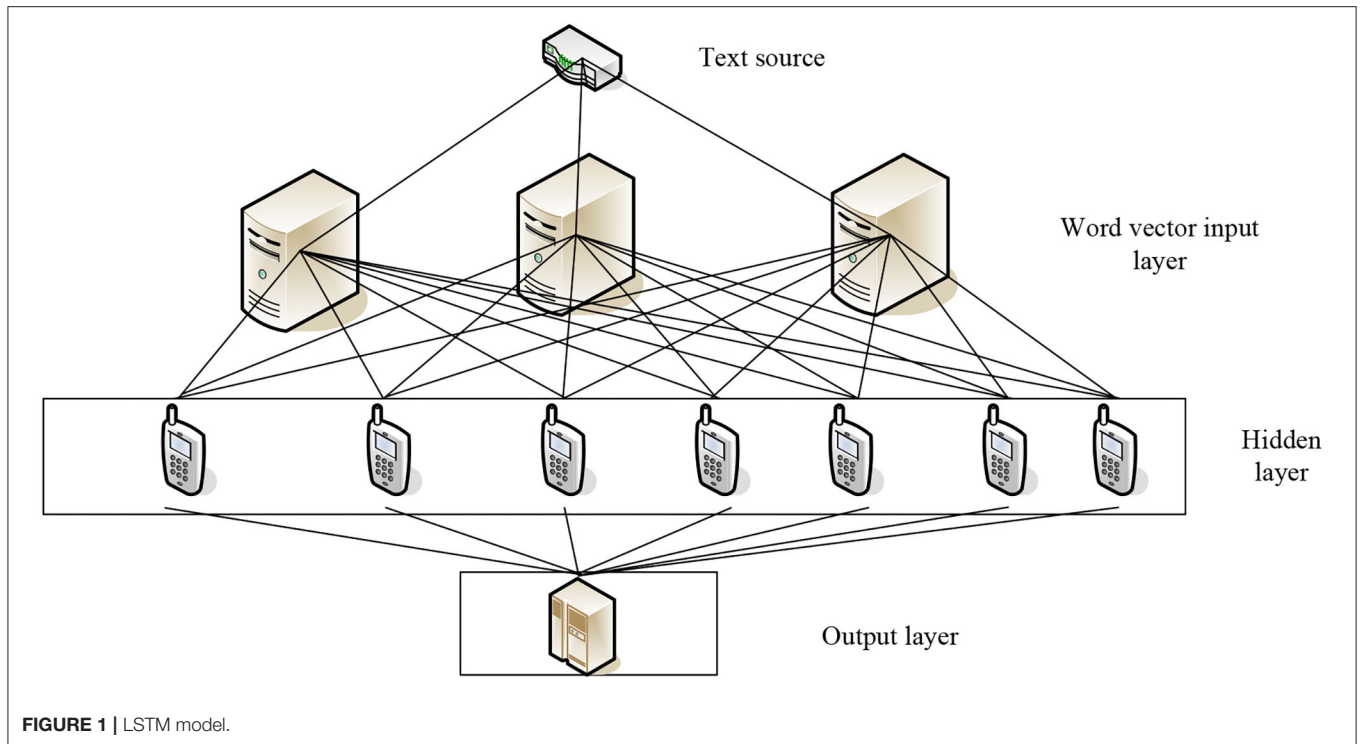 Text source
Word vector input
layer
Hidden
layer
Output layer
FIGURE 1 | LSTM model.